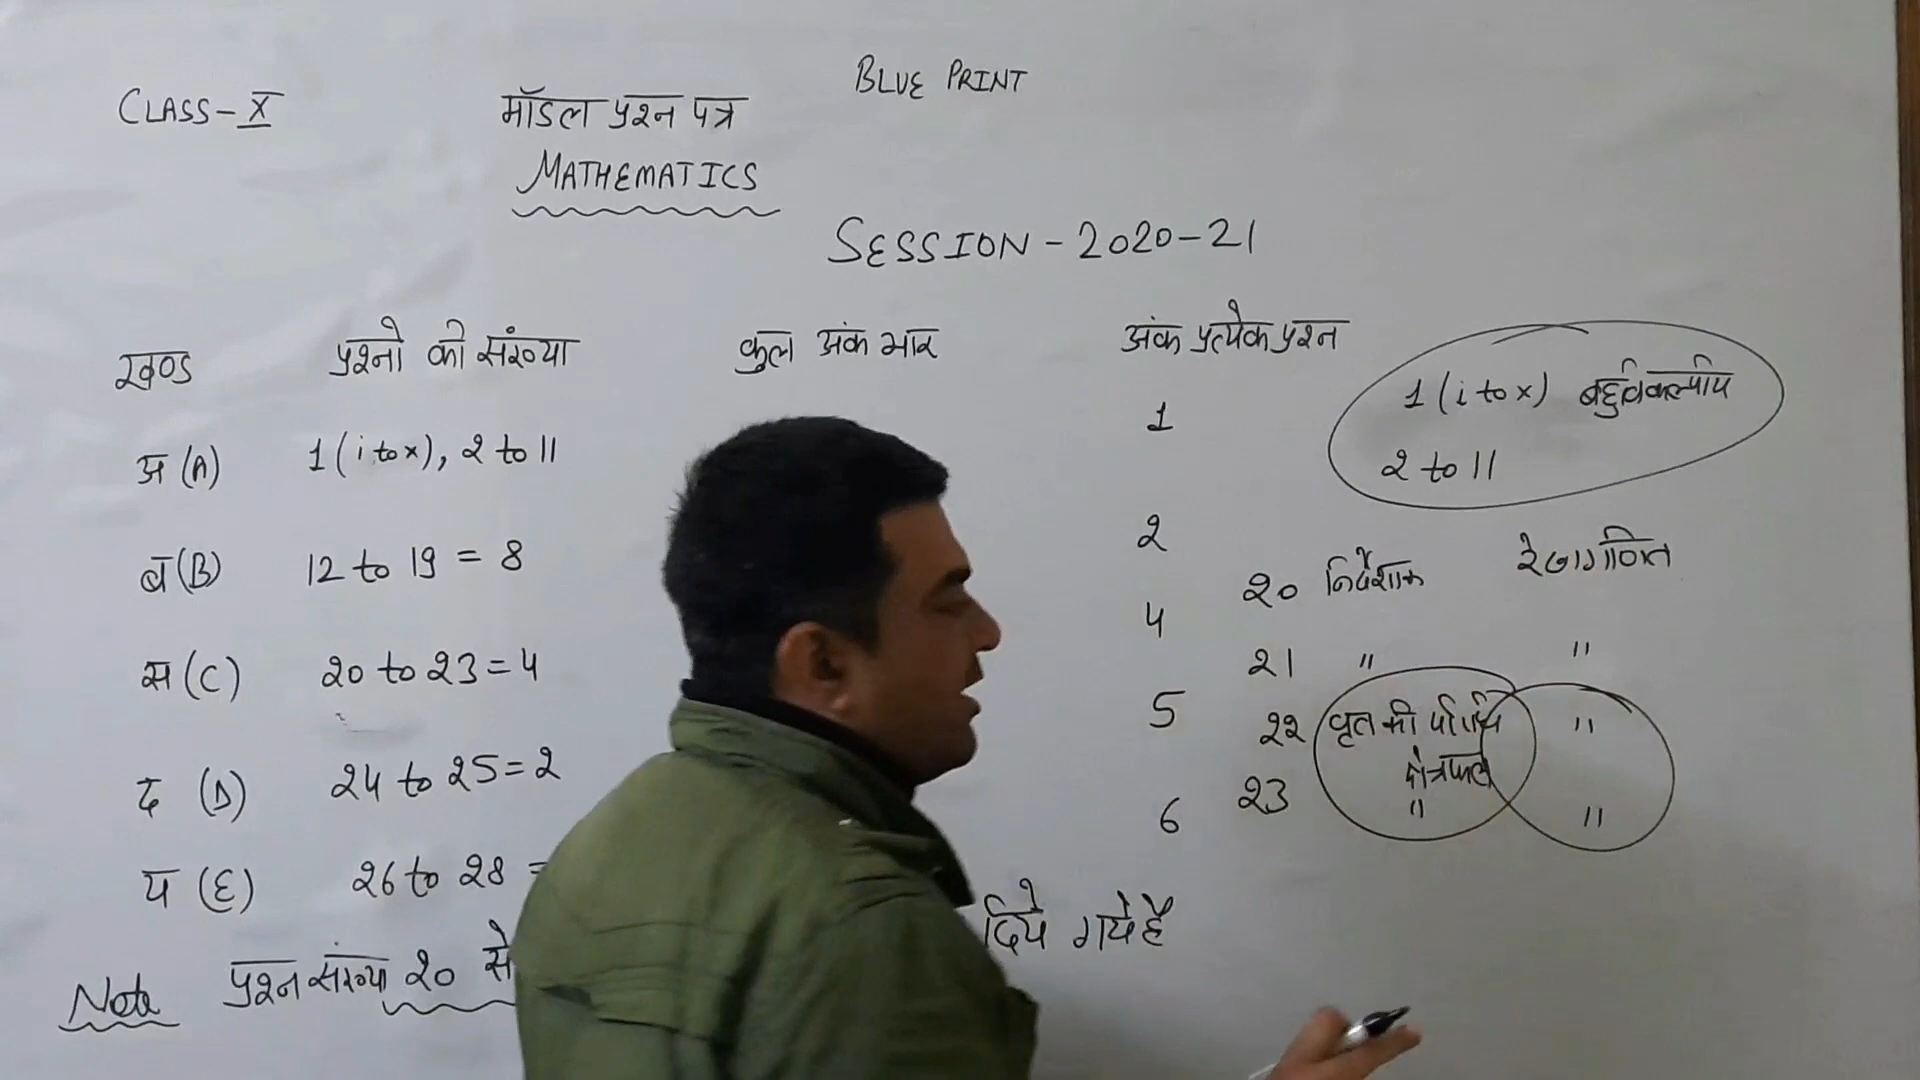 BLUE PRINT
CLASS-X मॉडल प्रश्न पत्र
MATHEMATICS
SESSION - 2020-21
खण्ड प्रश्नो की संख्या कुल अंक भार अंक प्रत्येक प्रश्न
अ (A) 1 (i to x), 2 to 11 1
1 (i to x) बहुविकल्पीय
2 to 11
ब (B) 12 to 19 = 8 2
20 निर्देशांक रेखागणित
स (C) 20 to 23 = 4 4
21 " "
द (D) 24 to 25 = 2 5
22 वृत की परिधि "
क्षेत्रफल
23 " "
य (E) 26 to 28 = 6
Note प्रश्न संख्या 20 से दिये गये है